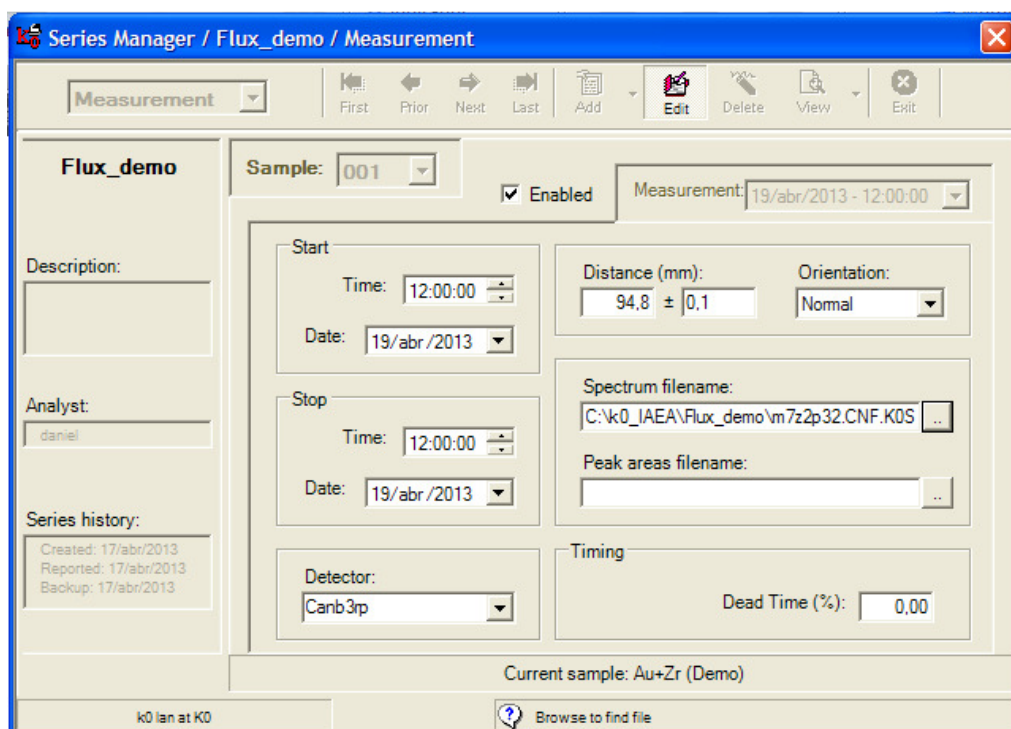 Series Manager / Flux_demo / Measurement
Measurement
First Prior Next Last Add Edit Delete View Exit
Flux_demo
Description:
Analyst:
daniel
Series history:
Created: 17/abr/2013
Reported: 17/abr/2013
Backup: 17/abr/2013
Sample: 001
Enabled
Measurement: 19/abr/2013 - 12:00:00
Start
Time: 12:00:00
Date: 19/abr/2013
Stop
Time: 12:00:00
Date: 19/abr/2013
Detector:
Canb3rp
Distance (mm):
94,8 ± 0,1
Orientation:
Normal
Spectrum filename:
C:\k0_IAEA\Flux_demo\m7z2p32.CNF.K0S ..
Peak areas filename:
..
Timing
Dead Time (%): 0,00
Current sample: Au+Zr (Demo)
k0 lan at K0
Browse to find file